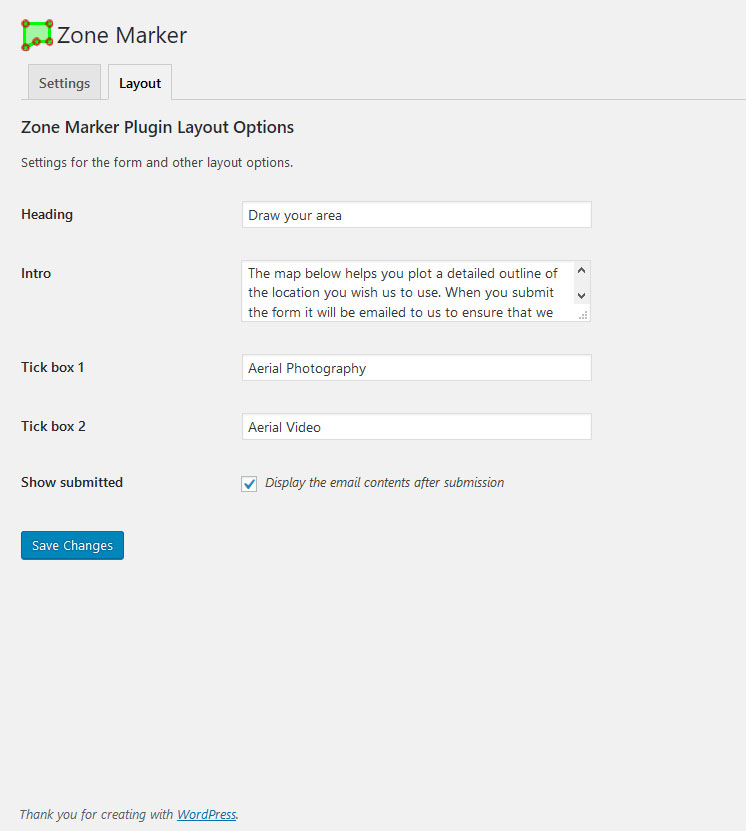 Zone Marker
Settings Layout
Zone Marker Plugin Layout Options
Settings for the form and other layout options.
Heading Draw your area
Intro The map below helps you plot a detailed outline of
the location you wish us to use. When you submit
the form it will be emailed to us to ensure that we
Tick box 1 Aerial Photography
Tick box 2 Aerial Video
Show submitted Display the email contents after submission
Save Changes
Thank you for creating with WordPress.